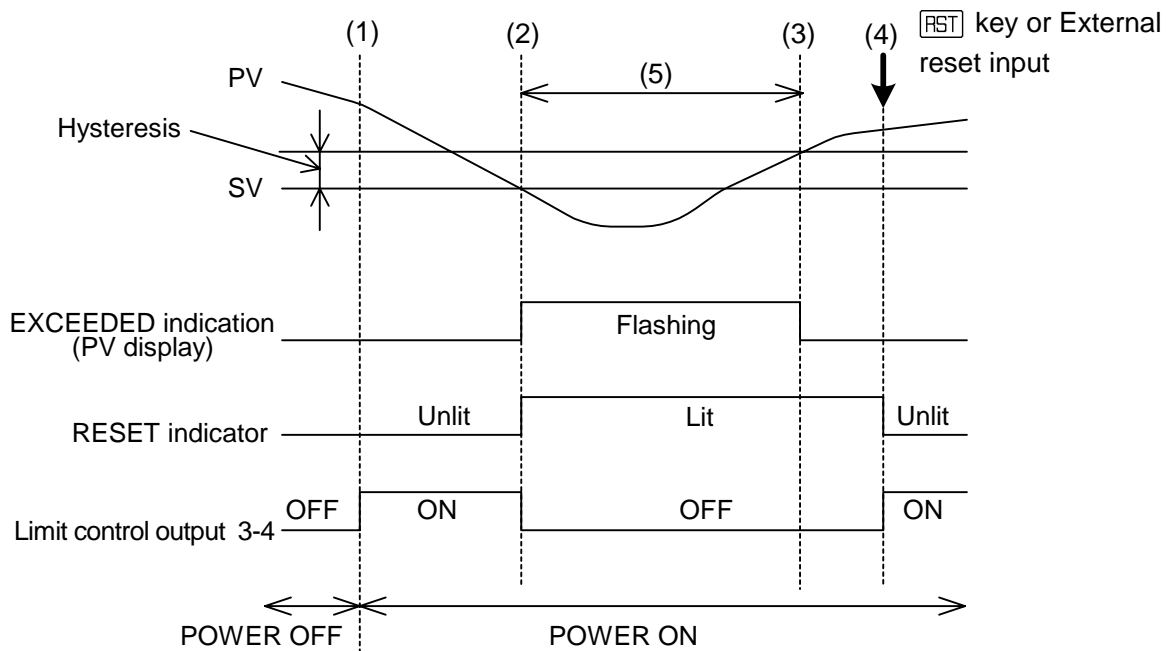 (1)
(2)
(3)
(4)
RST key or External
reset input
(5)
PV
Hysteresis
SV
EXCEEDED indication
(PV display)
Flashing
RESET indicator
Unlit
Lit
Unlit
Limit control output 3-4
OFF
ON
OFF
ON
POWER OFF
POWER ON